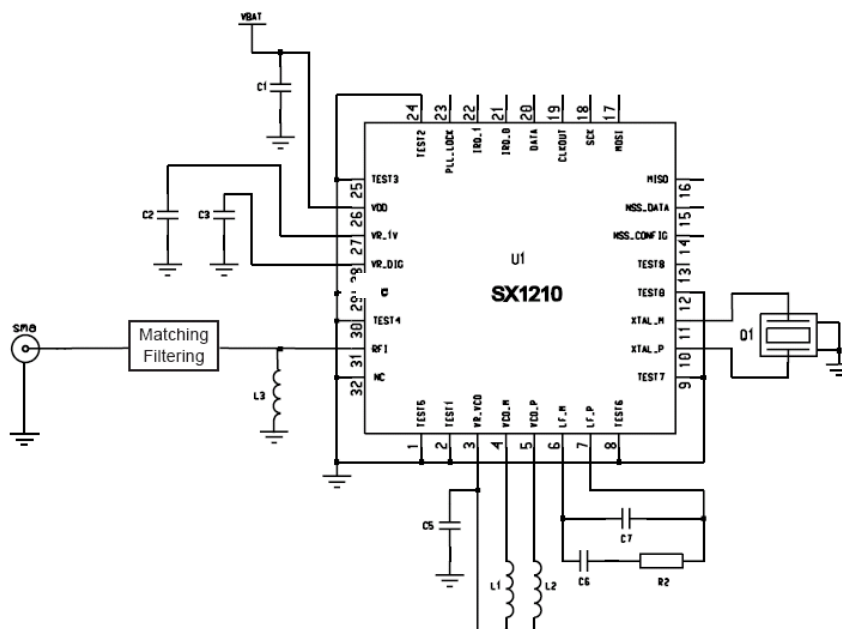 VBAT
C1
24
23
22
21
20
19
18
17
TEST2
PLL_LOCK
IRQ_1
IRQ_0
DATA
CLKOUT
SCK
MOSI
TEST3
25
VDD
26
VR_1V
27
VR_DIG
28
29
TEST4
30
RFI
31
NC
32
MISO
16
NSS_DATA
15
NSS_CONFIG
14
TEST8
13
TEST0
12
XTAL_M
11
XTAL_P
10
TEST7
9
C2
C3
U1
SX1210
Q1
sma
Matching
Filtering
L3
TEST5
TEST1
VR_VCO
VCO_M
VCO_P
LF_M
LF_P
TEST6
1
2
3
4
5
6
7
8
C5
C7
L1
L2
C6
R2